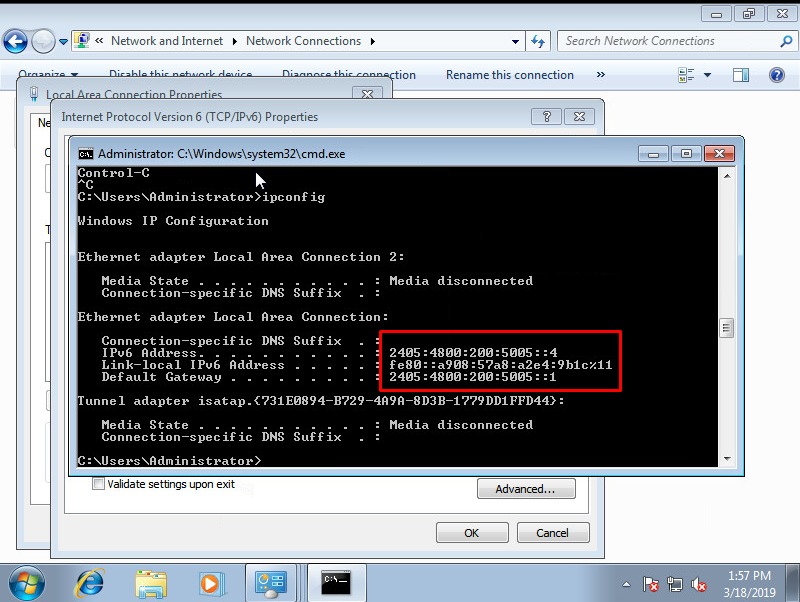 « Network and Internet Network Connections
Search Network Connections
Organize Disable this network device Diagnose this connection Rename this connection »
Local Area Connection Properties
Internet Protocol Version 6 (TCP/IPv6) Properties
Administrator: C:\Windows\system32\cmd.exe
Control-C
^C
C:\Users\Administrator>ipconfig
Windows IP Configuration
Ethernet adapter Local Area Connection 2:
Media State . . . . . . . . . . . : Media disconnected
Connection-specific DNS Suffix . :
Ethernet adapter Local Area Connection:
Connection-specific DNS Suffix . :
IPv6 Address. . . . . . . . . . . : 2405:4800:200:5005::4
Link-local IPv6 Address . . . . . : fe80::a908:57a8:a2e4:9b1c%11
Default Gateway . . . . . . . . . : 2405:4800:200:5005::1
Tunnel adapter isatap.{731E0894-B729-4A9A-8D3B-1779DD1FFD44}:
Media State . . . . . . . . . . . : Media disconnected
Connection-specific DNS Suffix . :
C:\Users\Administrator>
Validate settings upon exit
Advanced...
OK Cancel
1:57 PM
3/18/2019